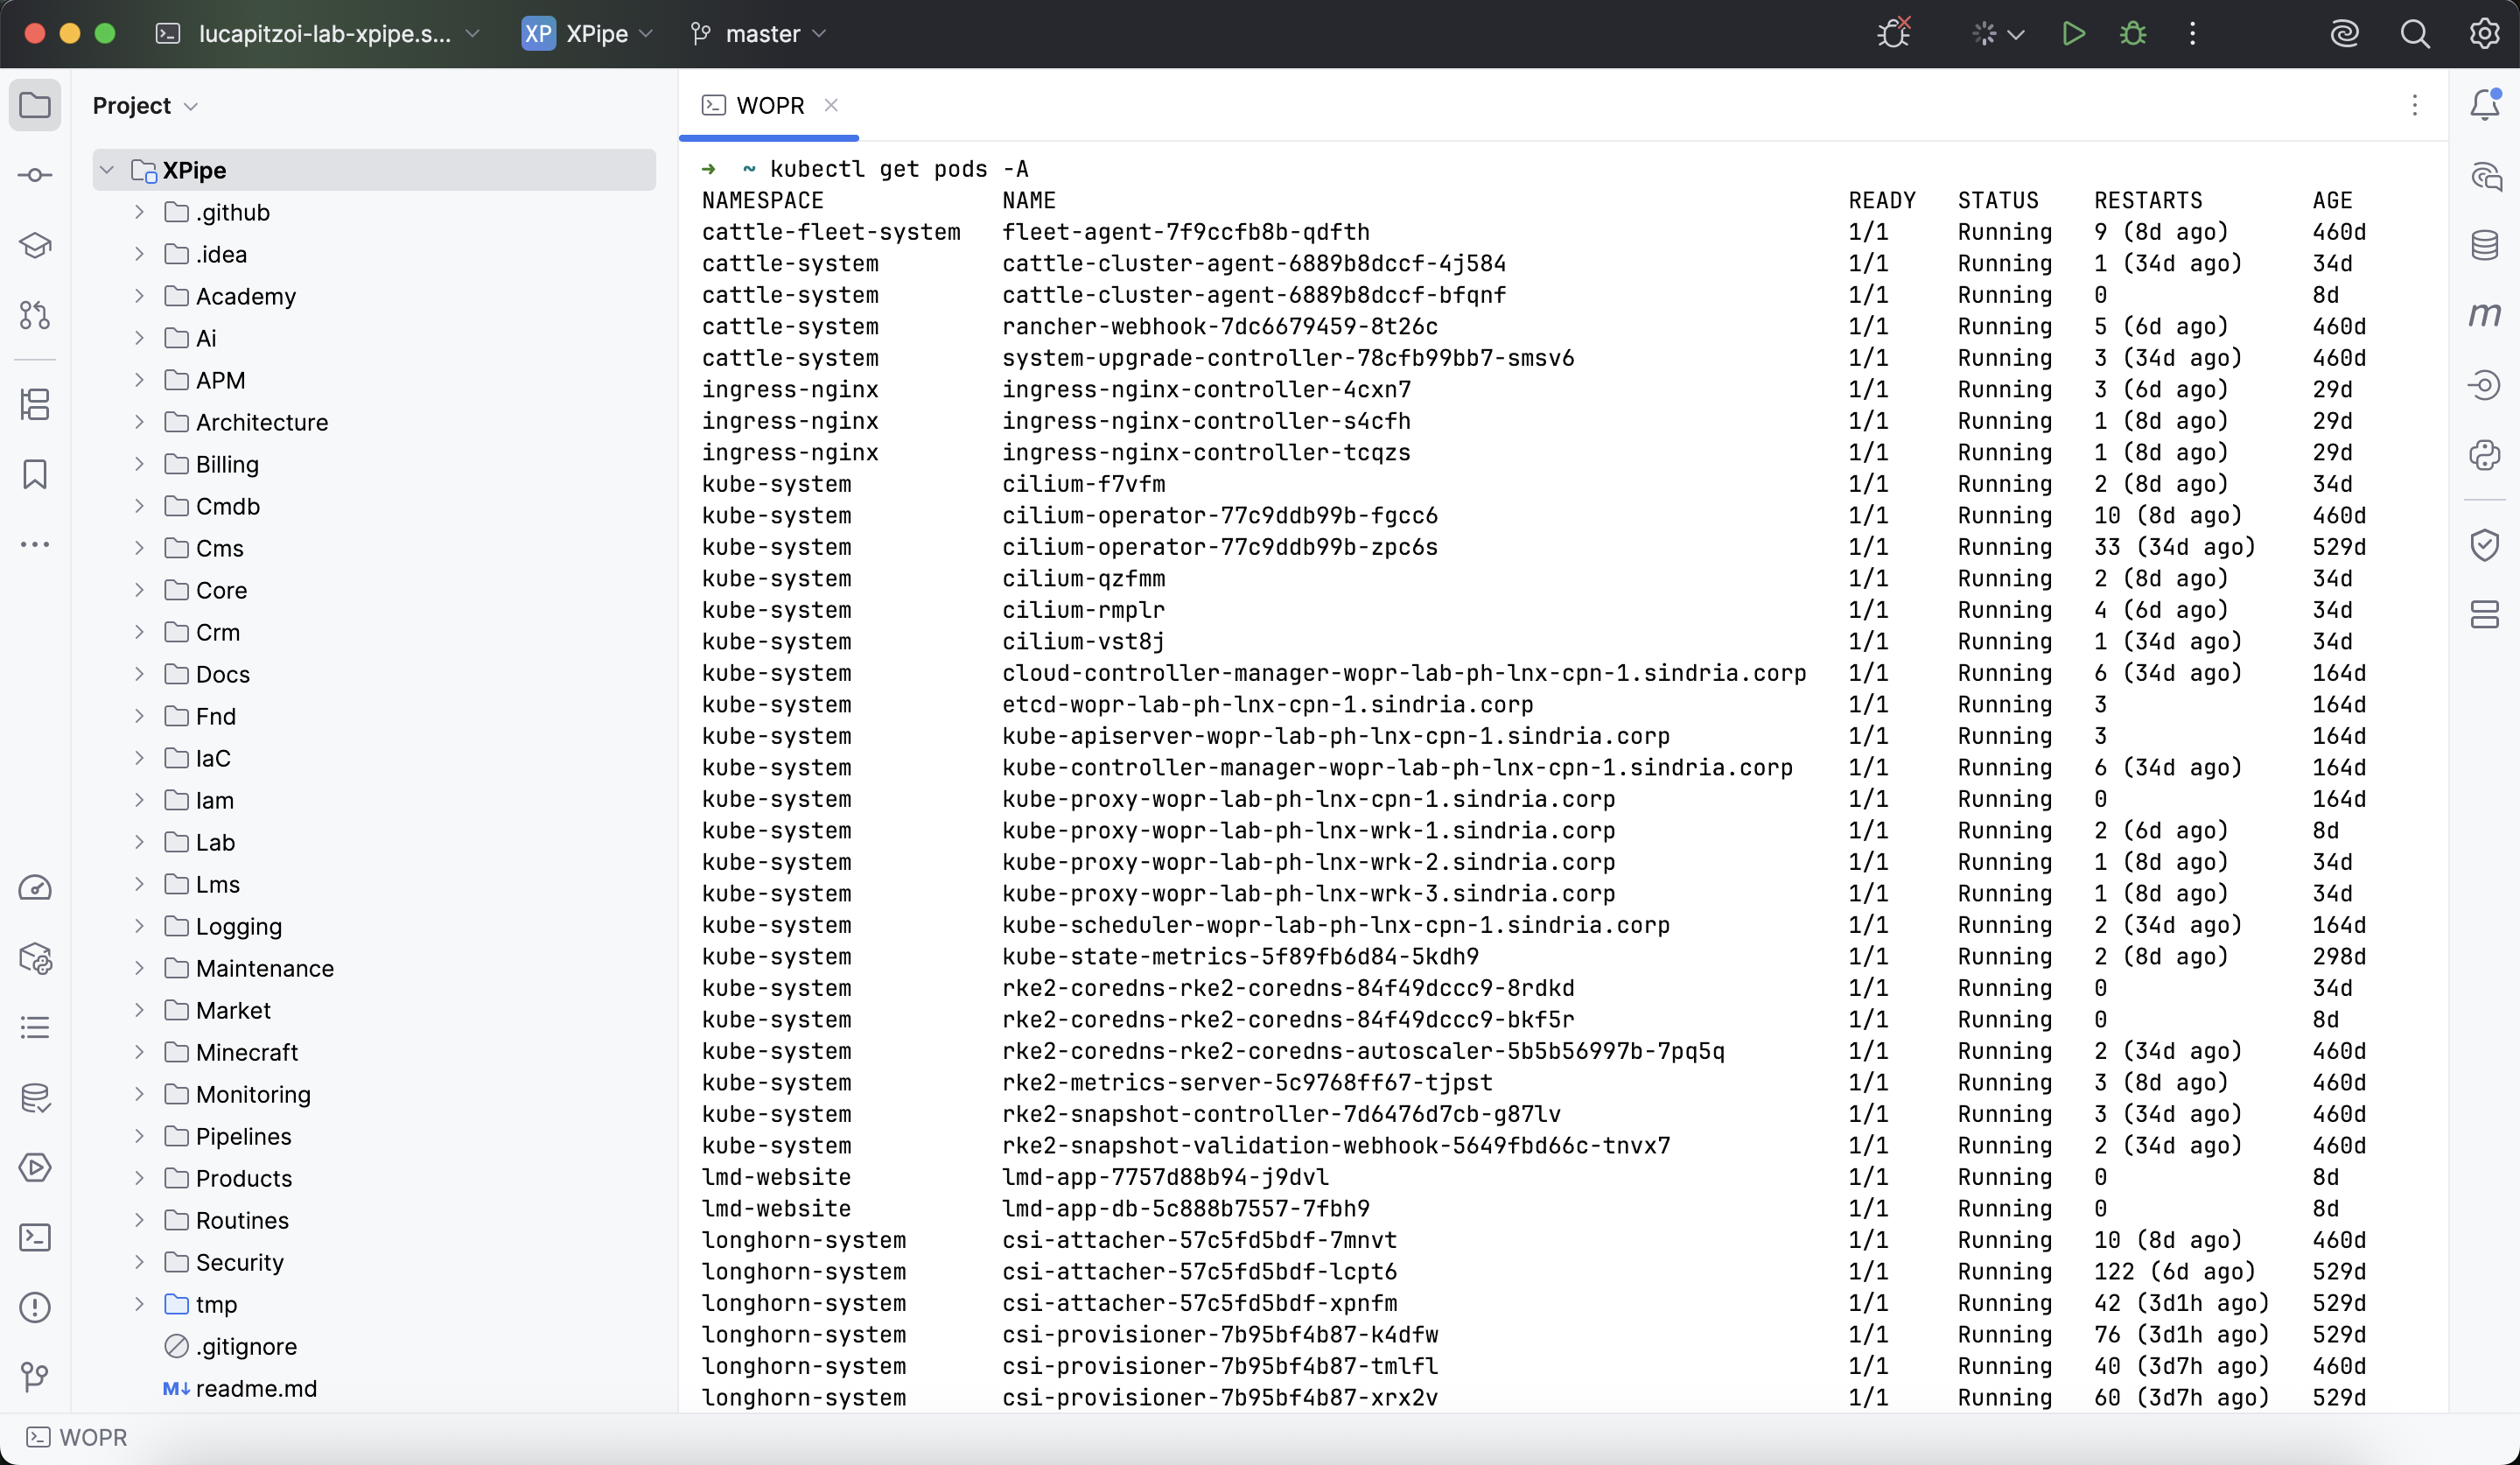 lucapitzoi-lab-xpipe.s... XP XPipe master
Project
XPipe
.github
.idea
Academy
Ai
APM
Architecture
Billing
Cmdb
Cms
Core
Crm
Docs
Fnd
IaC
Iam
Lab
Lms
Logging
Maintenance
Market
Minecraft
Monitoring
Pipelines
Products
Routines
Security
tmp
.gitignore
M↓ readme.md
WOPR
➜ ~ kubectl get pods -A
NAMESPACE NAME READY STATUS RESTARTS AGE
cattle-fleet-system fleet-agent-7f9ccfb8b-qdfth 1/1 Running 9 (8d ago) 460d
cattle-system cattle-cluster-agent-6889b8dccf-4j584 1/1 Running 1 (34d ago) 34d
cattle-system cattle-cluster-agent-6889b8dccf-bfqnf 1/1 Running 0 8d
cattle-system rancher-webhook-7dc6679459-8t26c 1/1 Running 5 (6d ago) 460d
cattle-system system-upgrade-controller-78cfb99bb7-smsv6 1/1 Running 3 (34d ago) 460d
ingress-nginx ingress-nginx-controller-4cxn7 1/1 Running 3 (6d ago) 29d
ingress-nginx ingress-nginx-controller-s4cfh 1/1 Running 1 (8d ago) 29d
ingress-nginx ingress-nginx-controller-tcqzs 1/1 Running 1 (8d ago) 29d
kube-system cilium-f7vfm 1/1 Running 2 (8d ago) 34d
kube-system cilium-operator-77c9ddb99b-fgcc6 1/1 Running 10 (8d ago) 460d
kube-system cilium-operator-77c9ddb99b-zpc6s 1/1 Running 33 (34d ago) 529d
kube-system cilium-qzfmm 1/1 Running 2 (8d ago) 34d
kube-system cilium-rmplr 1/1 Running 4 (6d ago) 34d
kube-system cilium-vst8j 1/1 Running 1 (34d ago) 34d
kube-system cloud-controller-manager-wopr-lab-ph-lnx-cpn-1.sindria.corp 1/1 Running 6 (34d ago) 164d
kube-system etcd-wopr-lab-ph-lnx-cpn-1.sindria.corp 1/1 Running 3 164d
kube-system kube-apiserver-wopr-lab-ph-lnx-cpn-1.sindria.corp 1/1 Running 3 164d
kube-system kube-controller-manager-wopr-lab-ph-lnx-cpn-1.sindria.corp 1/1 Running 6 (34d ago) 164d
kube-system kube-proxy-wopr-lab-ph-lnx-cpn-1.sindria.corp 1/1 Running 0 164d
kube-system kube-proxy-wopr-lab-ph-lnx-wrk-1.sindria.corp 1/1 Running 2 (6d ago) 8d
kube-system kube-proxy-wopr-lab-ph-lnx-wrk-2.sindria.corp 1/1 Running 1 (8d ago) 34d
kube-system kube-proxy-wopr-lab-ph-lnx-wrk-3.sindria.corp 1/1 Running 1 (8d ago) 34d
kube-system kube-scheduler-wopr-lab-ph-lnx-cpn-1.sindria.corp 1/1 Running 2 (34d ago) 164d
kube-system kube-state-metrics-5f89fb6d84-5kdh9 1/1 Running 2 (8d ago) 298d
kube-system rke2-coredns-rke2-coredns-84f49dccc9-8rdkd 1/1 Running 0 34d
kube-system rke2-coredns-rke2-coredns-84f49dccc9-bkf5r 1/1 Running 0 8d
kube-system rke2-coredns-rke2-coredns-autoscaler-5b5b56997b-7pq5q 1/1 Running 2 (34d ago) 460d
kube-system rke2-metrics-server-5c9768ff67-tjpst 1/1 Running 3 (8d ago) 460d
kube-system rke2-snapshot-controller-7d6476d7cb-g87lv 1/1 Running 3 (34d ago) 460d
kube-system rke2-snapshot-validation-webhook-5649fbd66c-tnvx7 1/1 Running 2 (34d ago) 460d
lmd-website lmd-app-7757d88b94-j9dvl 1/1 Running 0 8d
lmd-website lmd-app-db-5c888b7557-7fbh9 1/1 Running 0 8d
longhorn-system csi-attacher-57c5fd5bdf-7mnvt 1/1 Running 10 (8d ago) 460d
longhorn-system csi-attacher-57c5fd5bdf-lcpt6 1/1 Running 122 (6d ago) 529d
longhorn-system csi-attacher-57c5fd5bdf-xpnfm 1/1 Running 42 (3d1h ago) 529d
longhorn-system csi-provisioner-7b95bf4b87-k4dfw 1/1 Running 76 (3d1h ago) 529d
longhorn-system csi-provisioner-7b95bf4b87-tmlfl 1/1 Running 40 (3d7h ago) 460d
longhorn-system csi-provisioner-7b95bf4b87-xrx2v 1/1 Running 60 (3d7h ago) 529d
WOPR